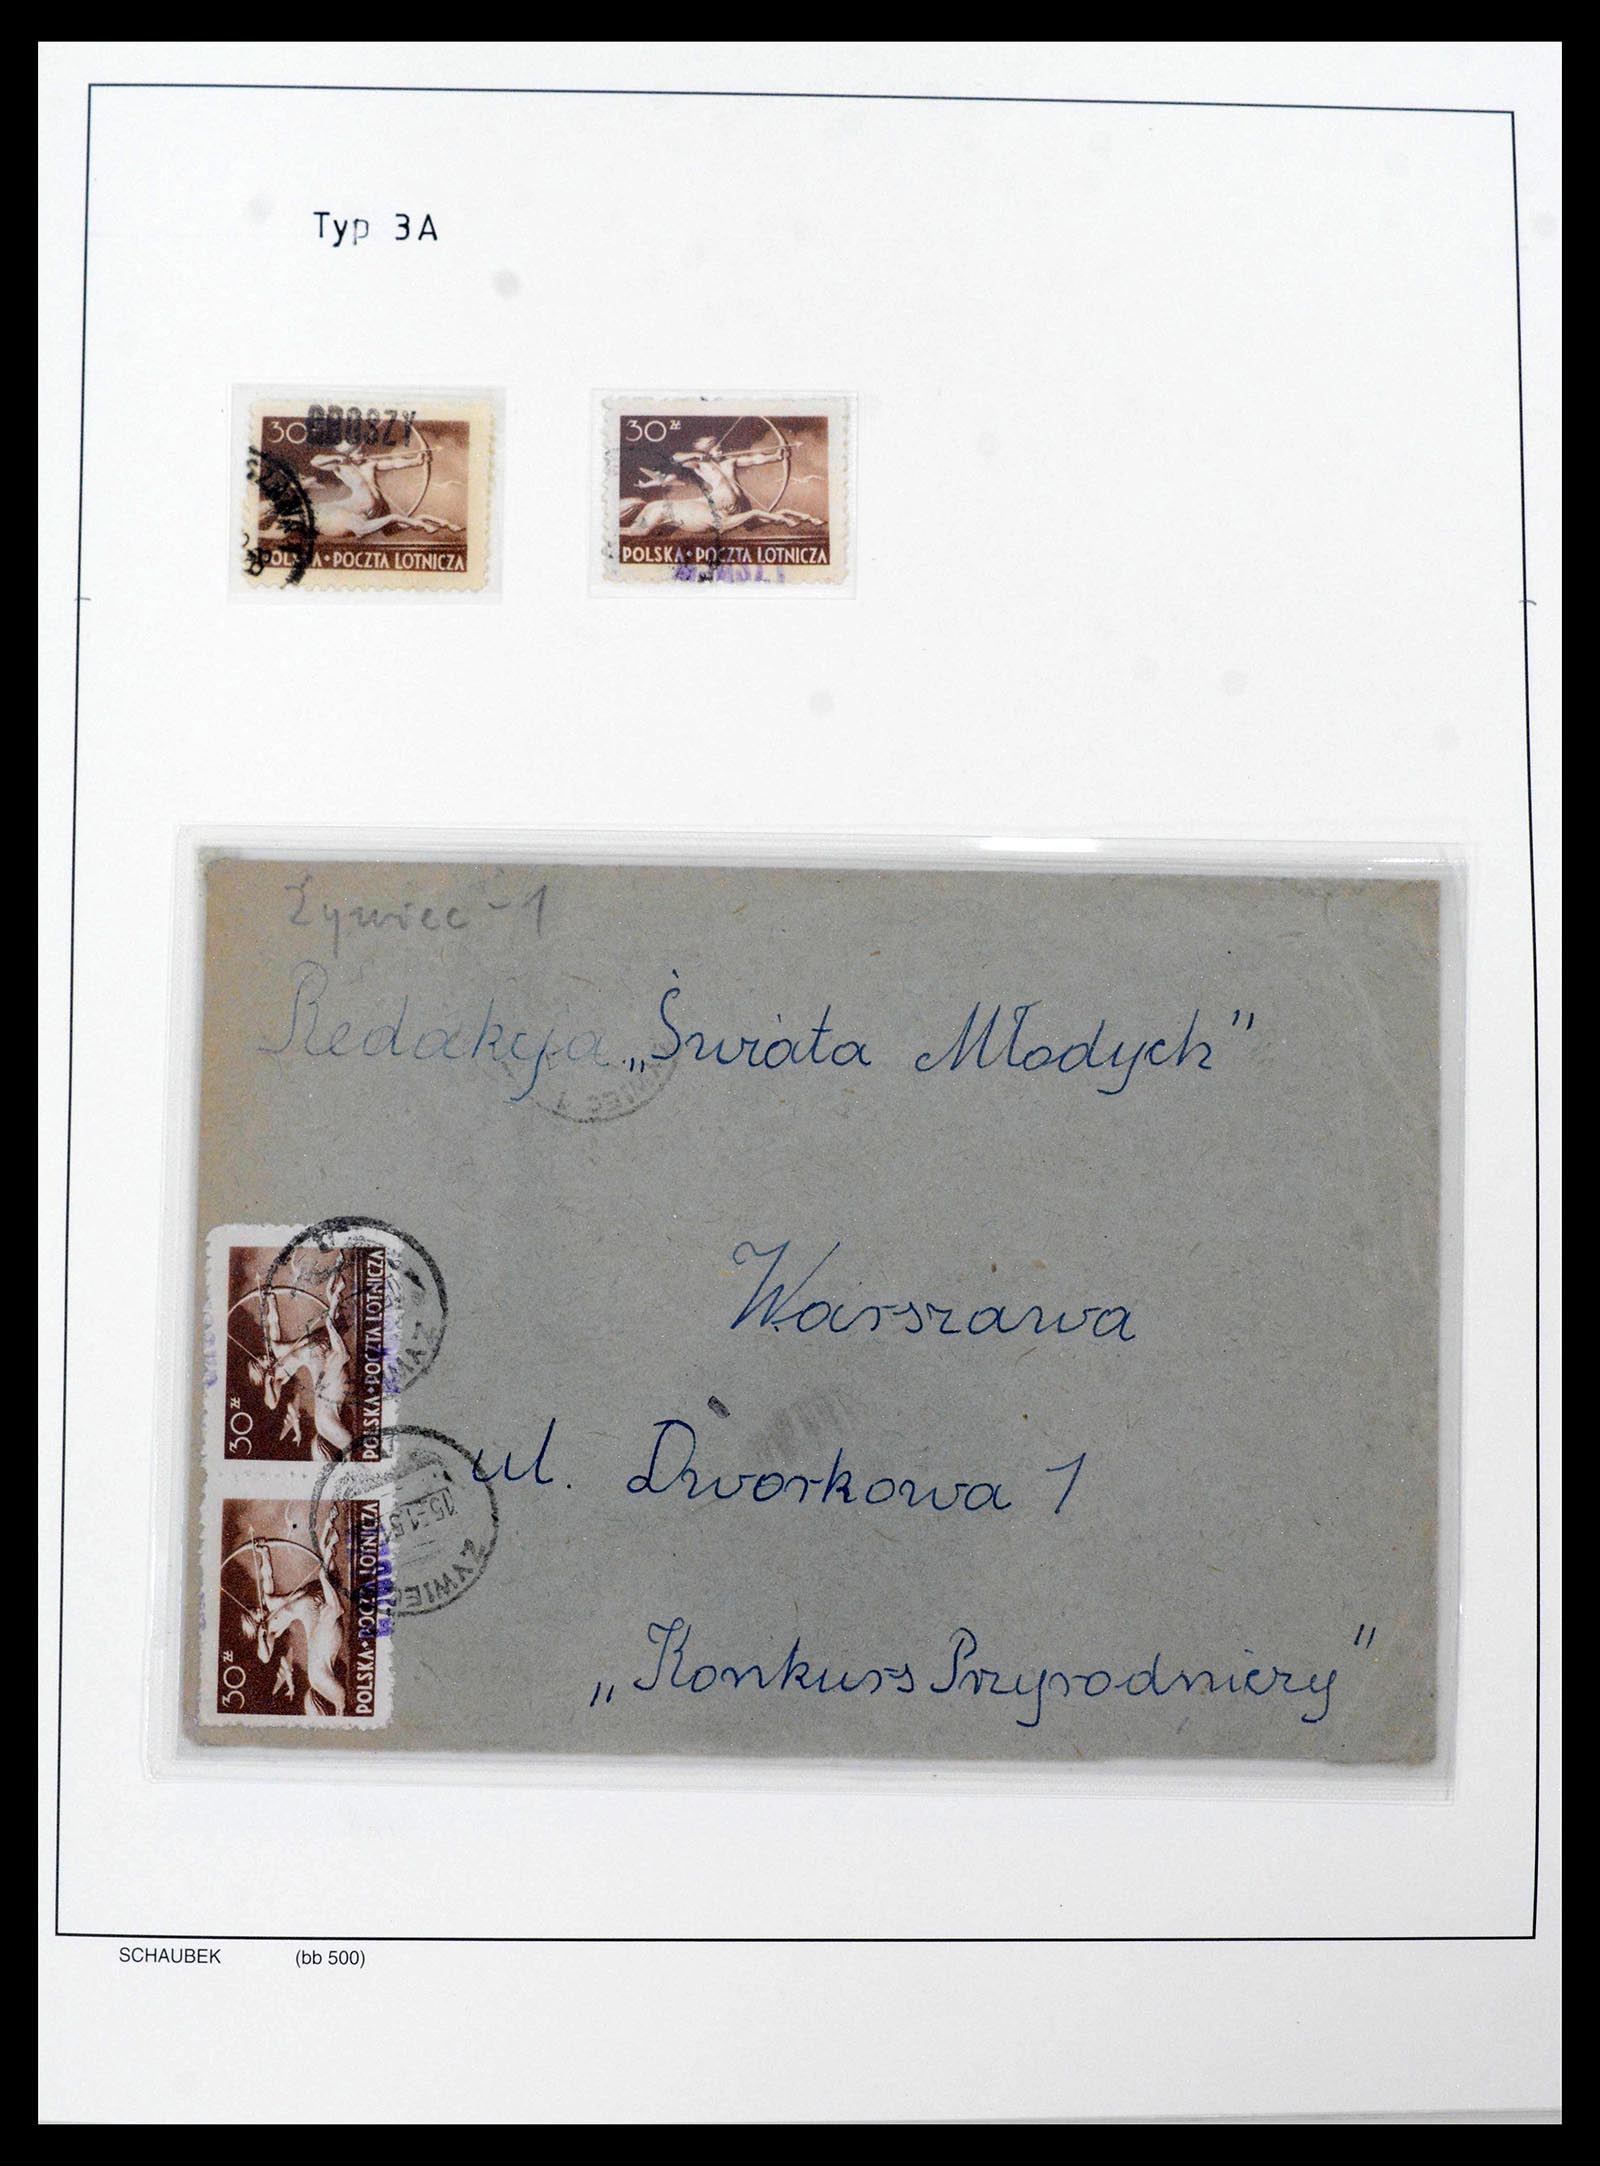 Typ 3A
GROSZY
30
30 zł
POLSKA • POCZTA LOTNICZA
POLSKA • POCZTA LOTNICZA
Żywiec - 1
Redakcja „Świata Młodych"
Warszawa
ul. Dworkowa 1
„Konkurs Przyrodniczy"
30 zł
POLSKA • POCZTA LOTNICZA
30 zł
POLSKA • POCZTA LOTNICZA
ŻYWIEC
SCHAUBEK (bb 500)